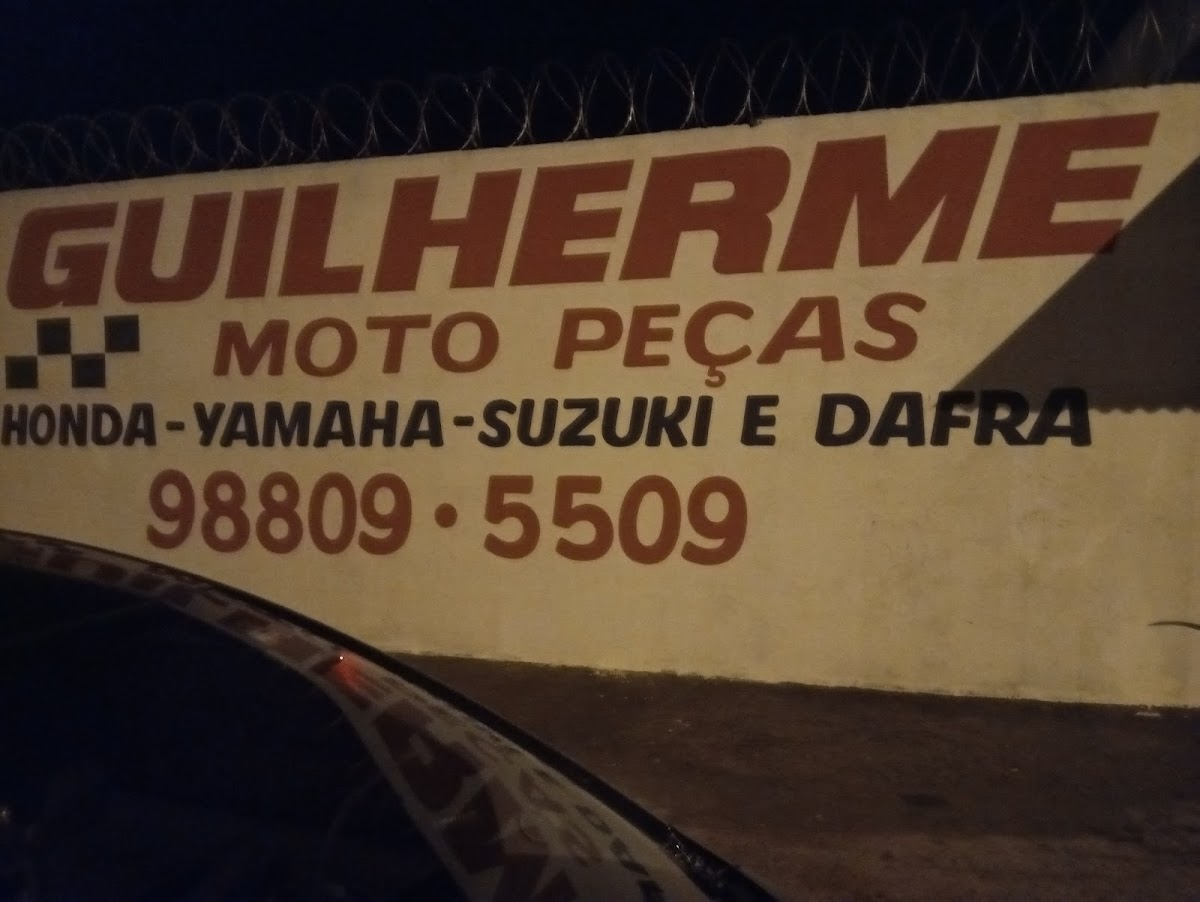 GUILHERME
MOTO PEÇAS
HONDA-YAMAHA-SUZUKI E DAFRA
98809·5509